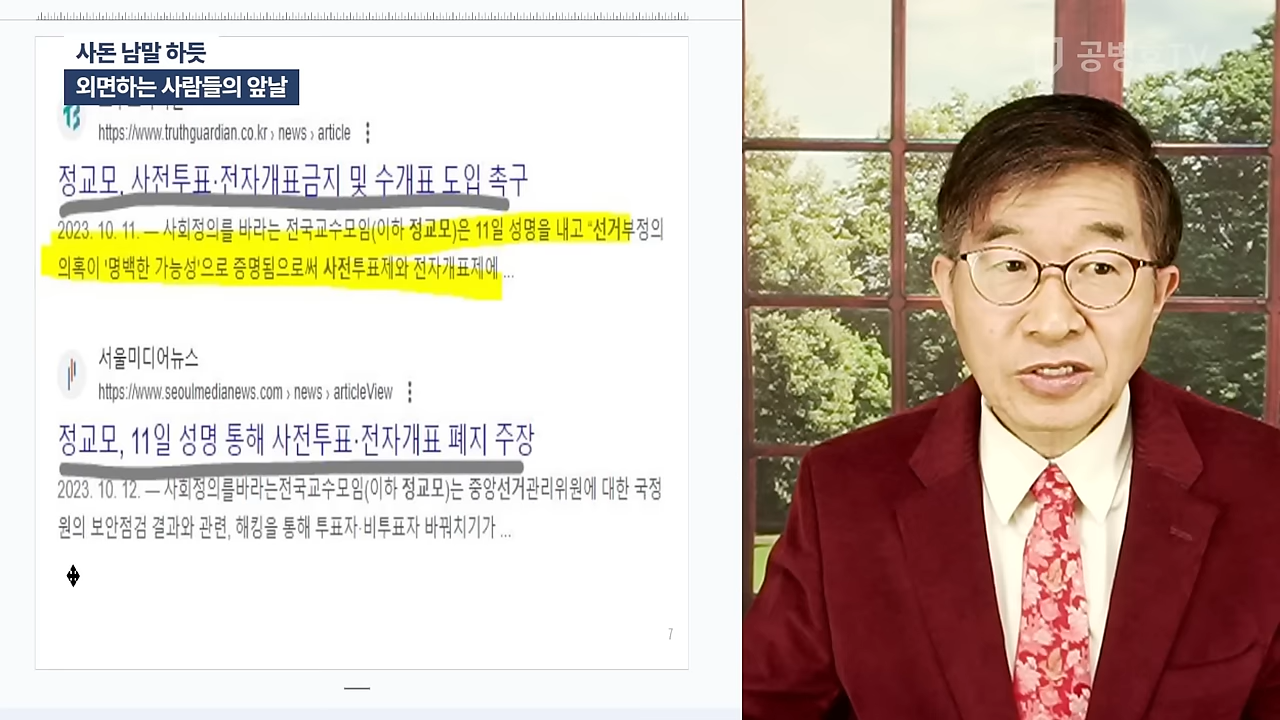 사돈 남말 하듯
외면하는 사람들의 앞날
공병호TV
https://www.truthguardian.co.kr › news › article
정교모, 사전투표·전자개표금지 및 수개표 도입 촉구
2023. 10. 11. — 사회정의를 바라는 전국교수모임(이하 정교모)은 11일 성명을 내고 “선거부정의
의혹이 '명백한 가능성'으로 증명됨으로써 사전투표제와 전자개표제에 ...
서울미디어뉴스
https://www.seoulmedianews.com › news › articleView
정교모, 11일 성명 통해 사전투표·전자개표 폐지 주장
2023. 10. 12. — 사회정의를바라는전국교수모임(이하 정교모)는 중앙선거관리위원에 대한 국정
원의 보안점검 결과와 관련, 해킹을 통해 투표자·비투표자 바꿔치기가 ...
7